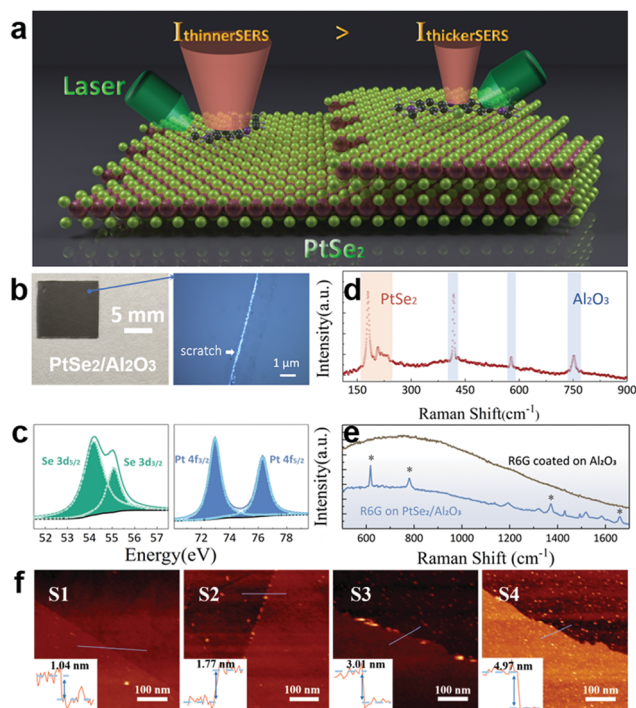 a
I thinnerSERS > I thickerSERS
Laser
PtSe₂
b
5 mm
PtSe₂/Al₂O₃
scratch
1 μm
d
Intensity(a.u.)
PtSe₂
Al₂O₃
150 300 450 600 750 900
Raman Shift(cm⁻¹)
c
Se 3d₅/₂
Se 3d₃/₂
Pt 4f₃/₂
Pt 4f₅/₂
52 53 54 55 56 57
72 74 76 78
Energy(eV)
e
Intensity(a.u.)
R6G coated on Al₂O₃
* * * *
R6G on PtSe₂/Al₂O₃
600 800 1000 1200 1400 1600
Raman Shift (cm⁻¹)
f
S1
1.04 nm
100 nm
S2
1.77 nm
100 nm
S3
3.01 nm
100 nm
S4
4.97 nm
100 nm